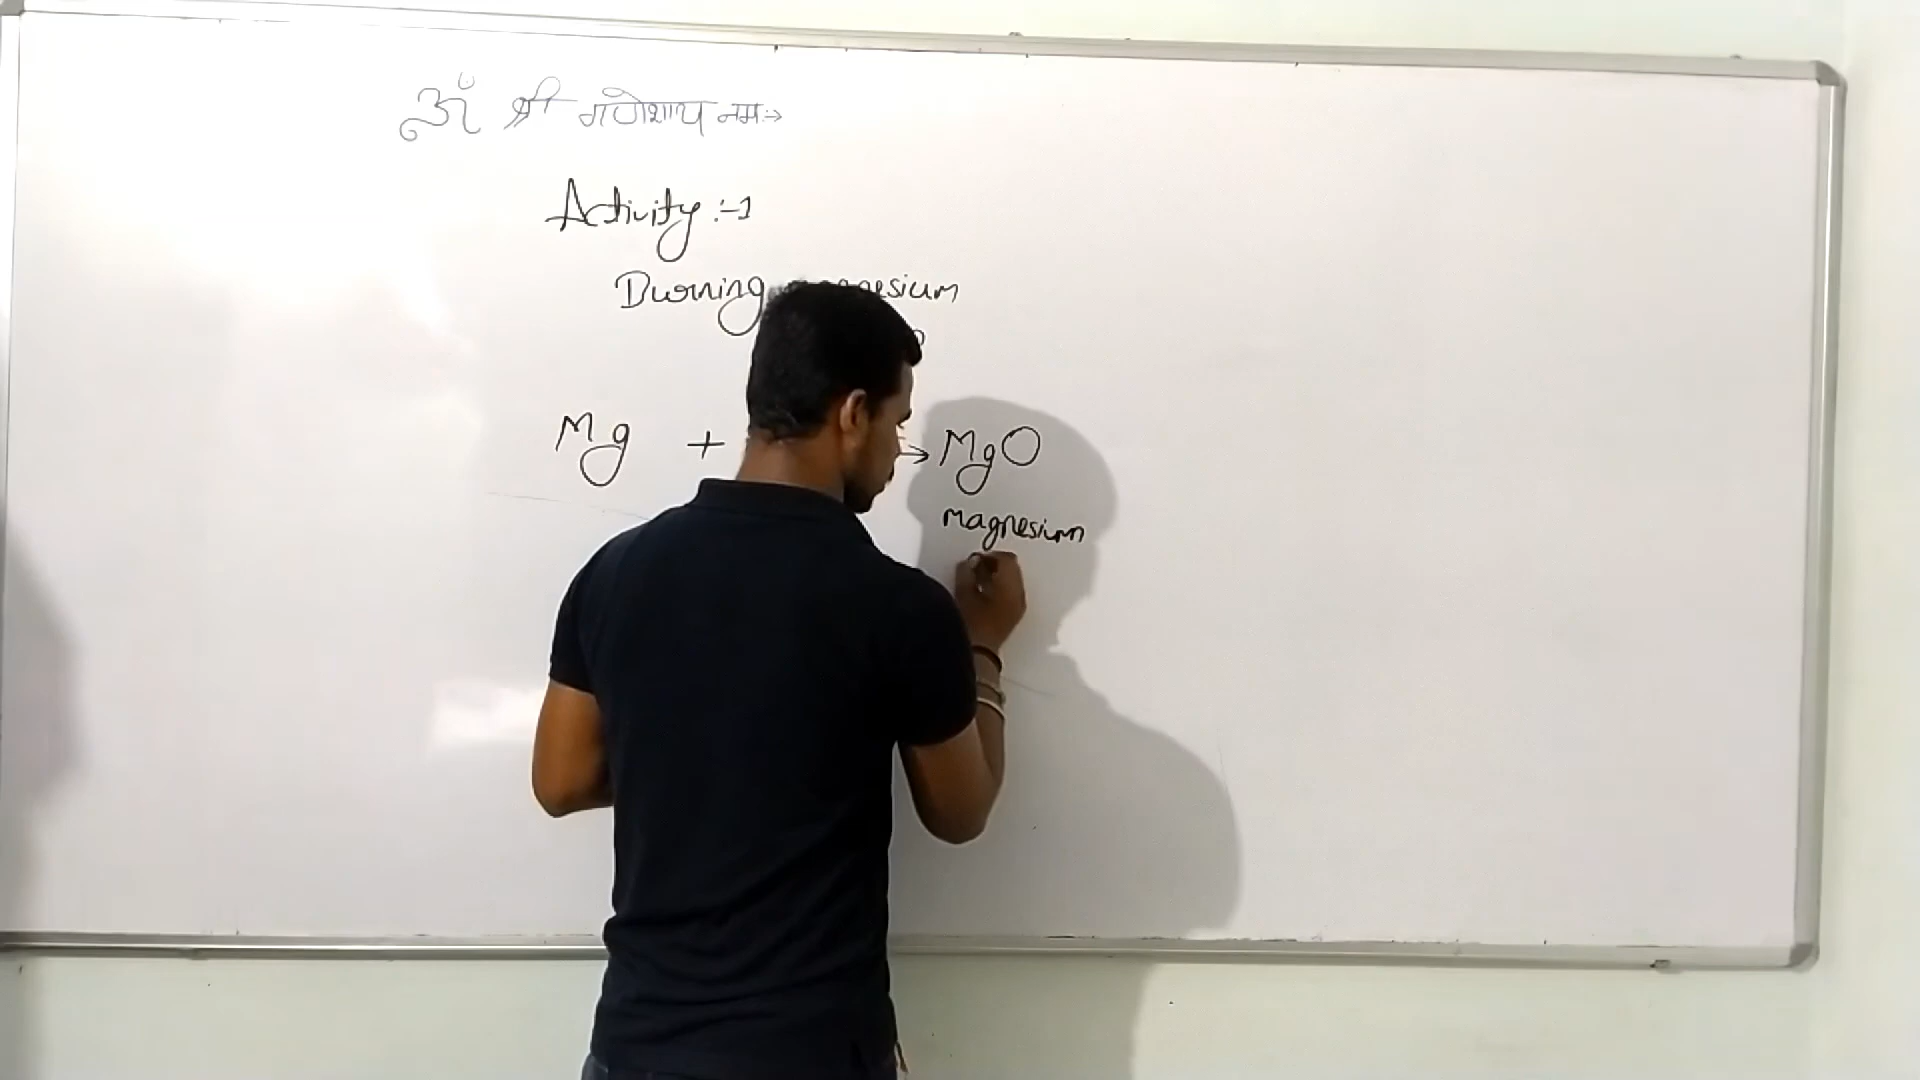 ॐ श्री गणेशाय नमः→
Activity :-1
Burning magnesium
Mg + → MgO
magnesium